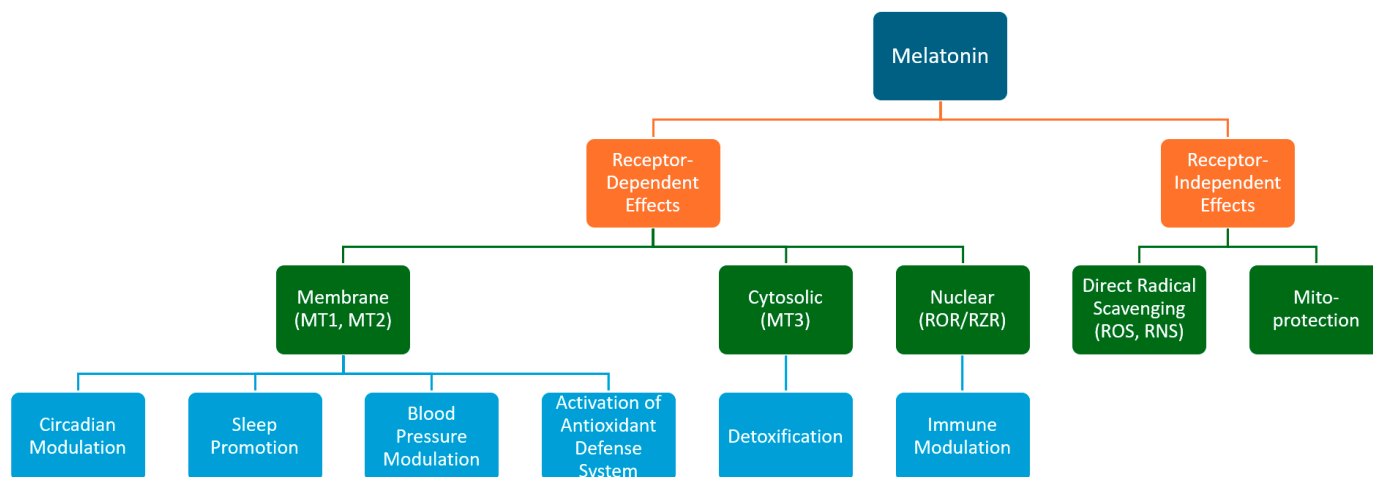 Melatonin
Receptor-
Dependent
Effects
Receptor-
Independent
Effects
Membrane
(MT1, MT2)
Cytosolic
(MT3)
Nuclear
(ROR/RZR)
Direct Radical
Scavenging
(ROS, RNS)
Mito-
protection
Circadian
Modulation
Sleep
Promotion
Blood
Pressure
Modulation
Activation of
Antioxidant
Defense
System
Detoxification
Immune
Modulation